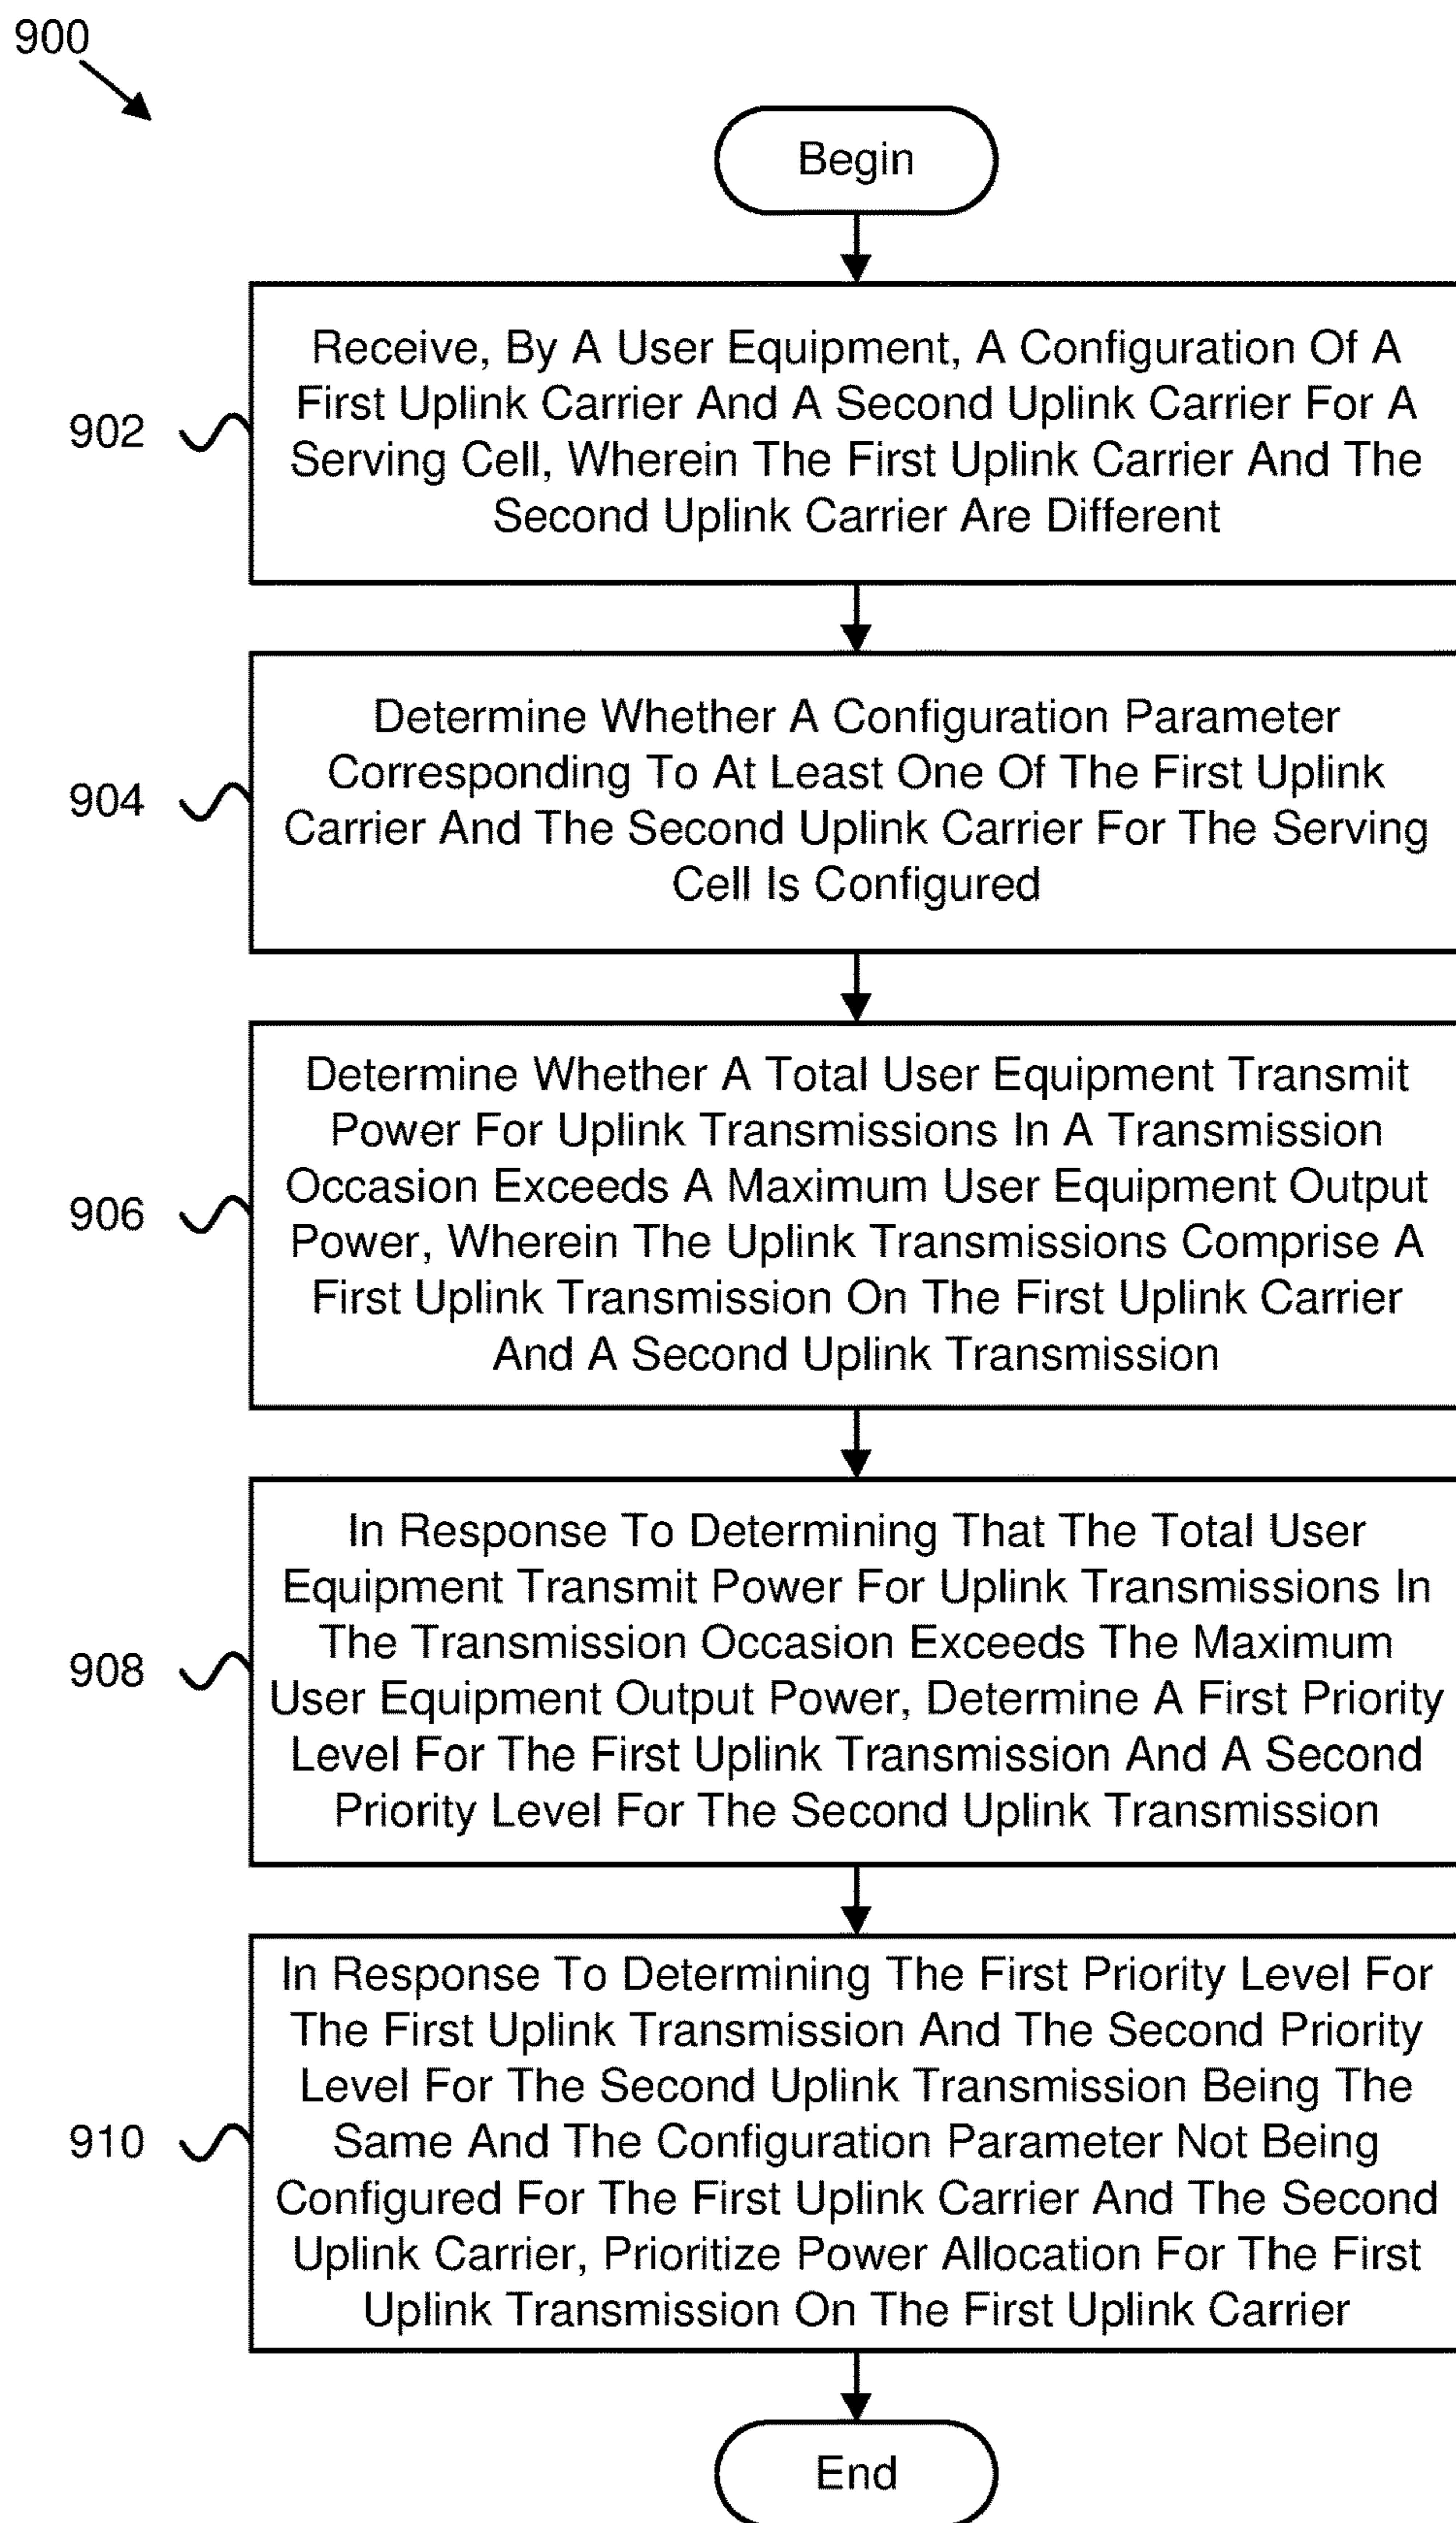 900
Begin
902
Receive, By A User Equipment, A Configuration Of A
First Uplink Carrier And A Second Uplink Carrier For A
Serving Cell, Wherein The First Uplink Carrier And The
Second Uplink Carrier Are Different
904
Determine Whether A Configuration Parameter
Corresponding To At Least One Of The First Uplink
Carrier And The Second Uplink Carrier For The Serving
Cell Is Configured
906
Determine Whether A Total User Equipment Transmit
Power For Uplink Transmissions In A Transmission
Occasion Exceeds A Maximum User Equipment Output
Power, Wherein The Uplink Transmissions Comprise A
First Uplink Transmission On The First Uplink Carrier
And A Second Uplink Transmission
908
In Response To Determining That The Total User
Equipment Transmit Power For Uplink Transmissions In
The Transmission Occasion Exceeds The Maximum
User Equipment Output Power, Determine A First Priority
Level For The First Uplink Transmission And A Second
Priority Level For The Second Uplink Transmission
910
In Response To Determining The First Priority Level For
The First Uplink Transmission And The Second Priority
Level For The Second Uplink Transmission Being The
Same And The Configuration Parameter Not Being
Configured For The First Uplink Carrier And The Second
Uplink Carrier, Prioritize Power Allocation For The First
Uplink Transmission On The First Uplink Carrier
End